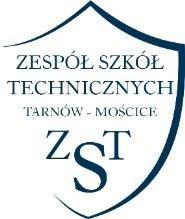 ZESPÓŁ SZKÓŁ
TECHNICZNYCH
TARNÓW - MOŚCICE
ZST